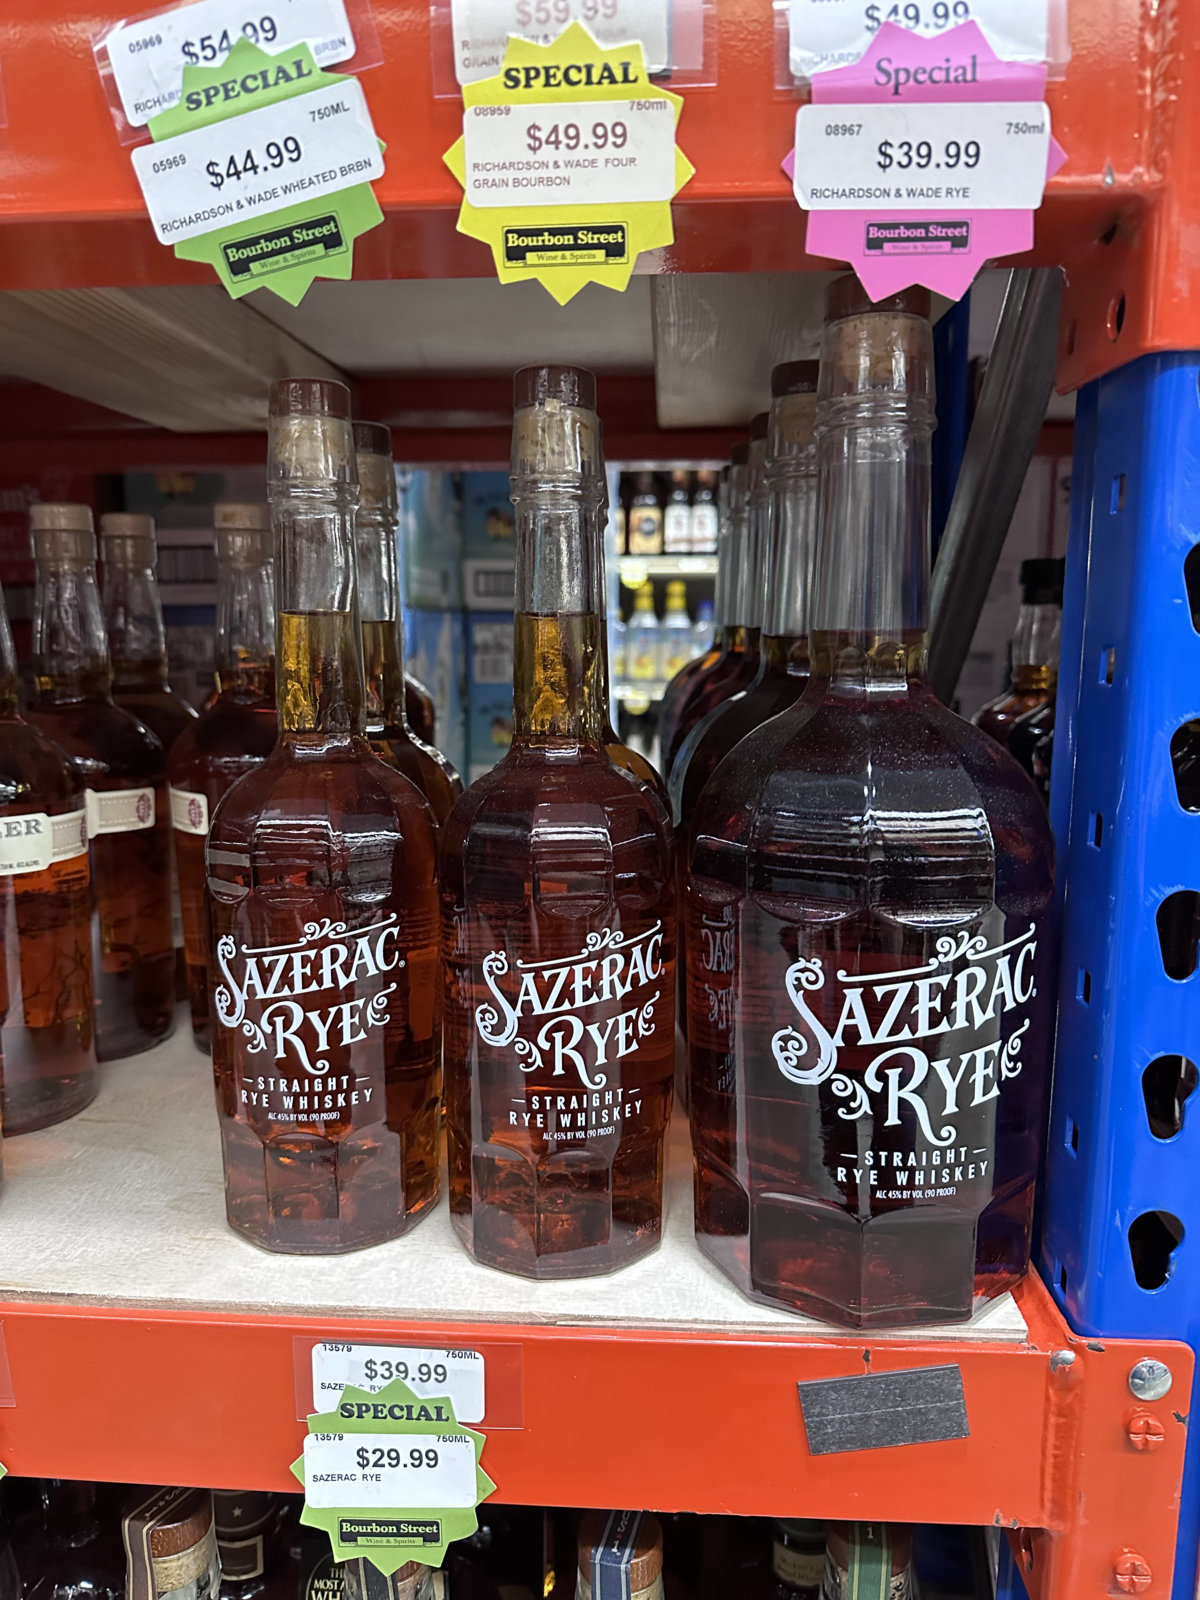 05969
$54.99
BRBN
SPECIAL
750ML
05969
$44.99
RICHARDSON & WADE WHEATED BRBN
Bourbon Street
Wine & Spirits
$59.99
SPECIAL
08959
750ml
$49.99
RICHARDSON & WADE FOUR
GRAIN BOURBON
Bourbon Street
Wine & Spirits
$49.99
Special
08967
750ml
$39.99
RICHARDSON & WADE RYE
Bourbon Street
Wine & Spirits
SAZERAC
RYE
STRAIGHT
RYE WHISKEY
ALC 45% BY VOL (90 PROOF)
SAZERAC
RYE
STRAIGHT
RYE WHISKEY
ALC 45% BY VOL (90 PROOF)
SAZERAC
RYE
STRAIGHT
RYE WHISKEY
ALC 45% BY VOL (90 PROOF)
13579
750ML
$39.99
SPECIAL
13579
750ML
$29.99
SAZERAC RYE
Bourbon Street
Wine & Spirits